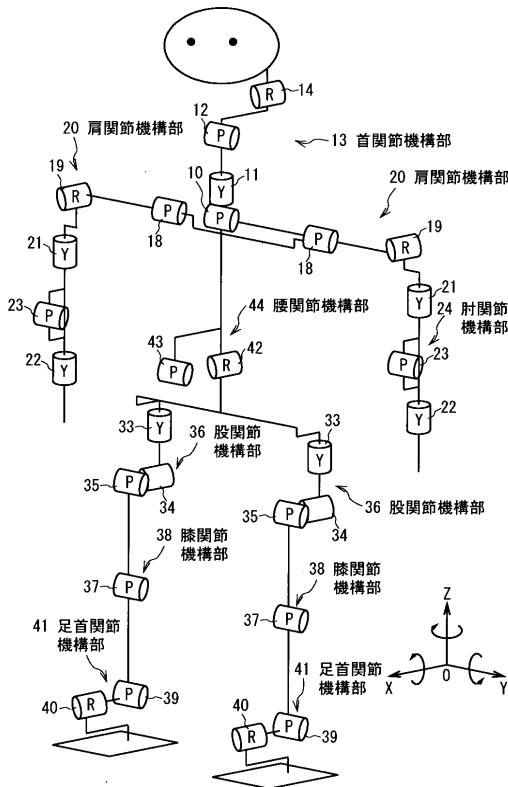 R 14
12 P
13 首関節機構部
20 肩関節機構部
19 R
10 11 Y
P
P 18
P 18
20 肩関節機構部
19
R
21 Y
21
Y
23 P
24 肘関節
機構部
P 23
22 Y
22
Y
44 腰関節機構部
43 P
42 R
33 Y
36 股関節
機構部
35 P 34
33
Y
36 股関節機構部
35 P 34
38 膝関節
機構部
37 P
38 膝関節
機構部
37 P
41 足首関節
機構部
40 R P 39
41 足首関節
機構部
40 R P 39
Z
X O Y